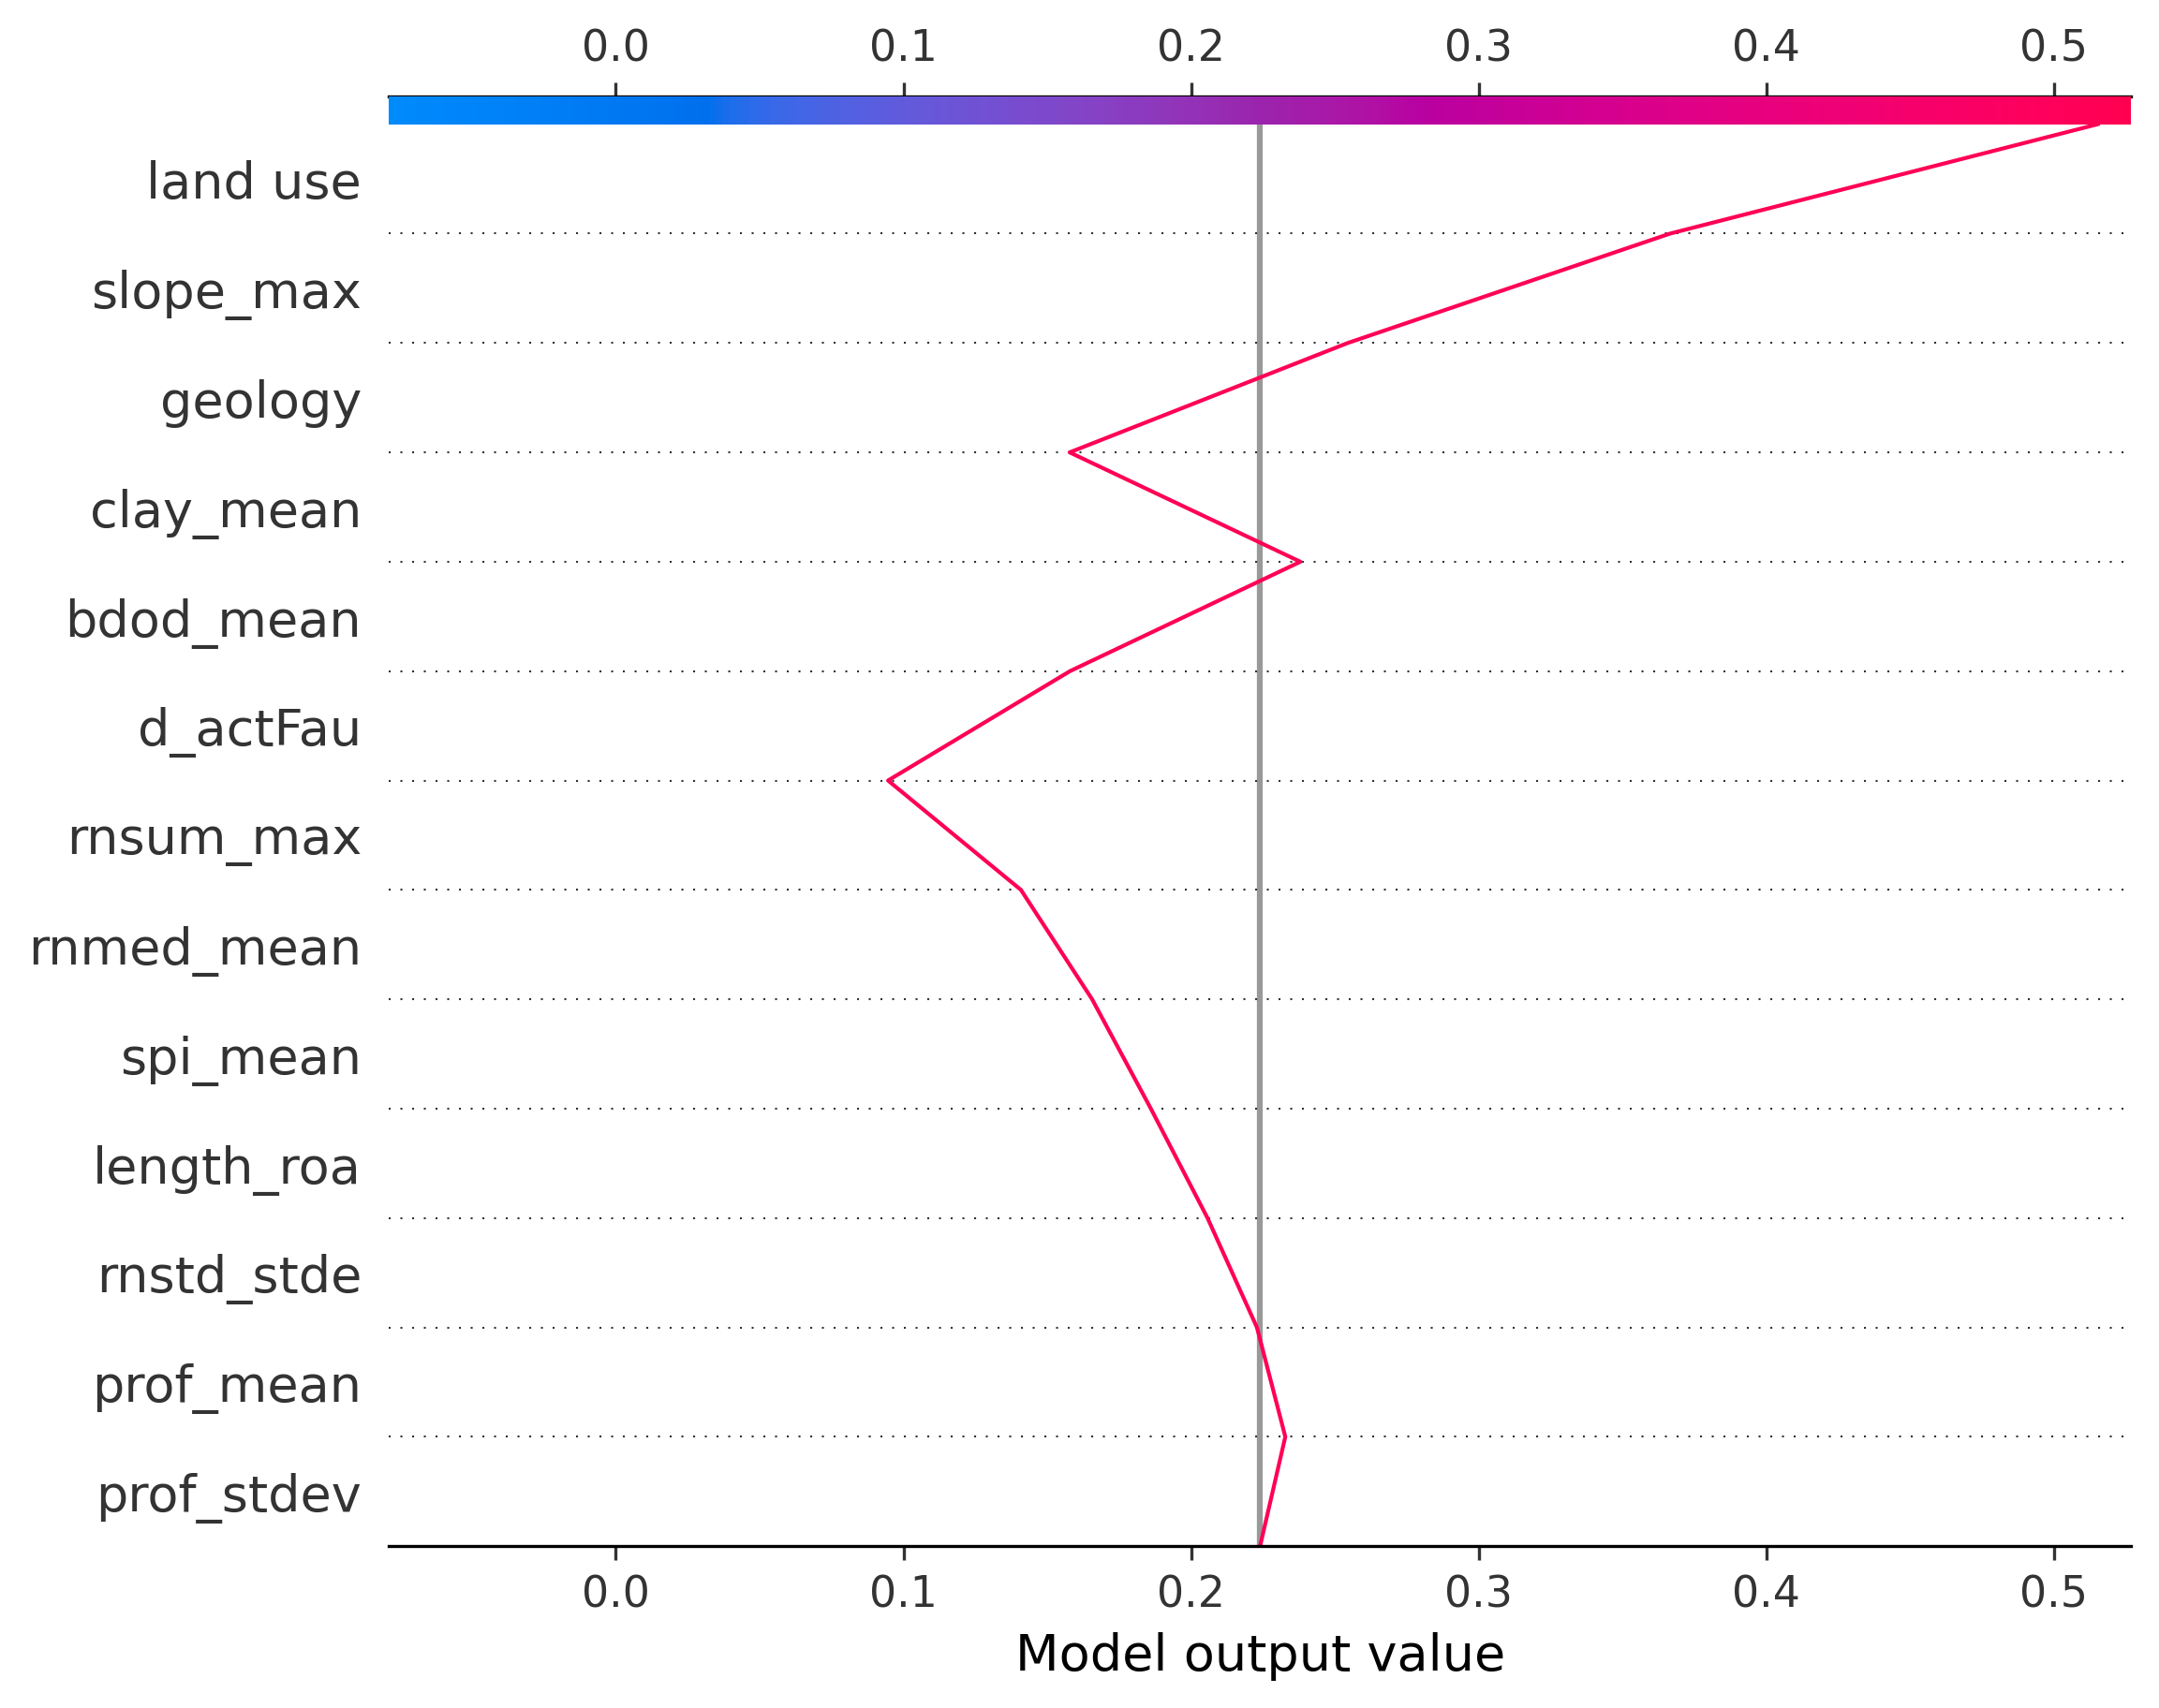 0.0 0.1 0.2 0.3 0.4 0.5
land use
slope_max
geology
clay_mean
bdod_mean
d_actFau
rnsum_max
rnmed_mean
spi_mean
length_roa
rnstd_stde
prof_mean
prof_stdev
0.0 0.1 0.2 0.3 0.4 0.5
Model output value